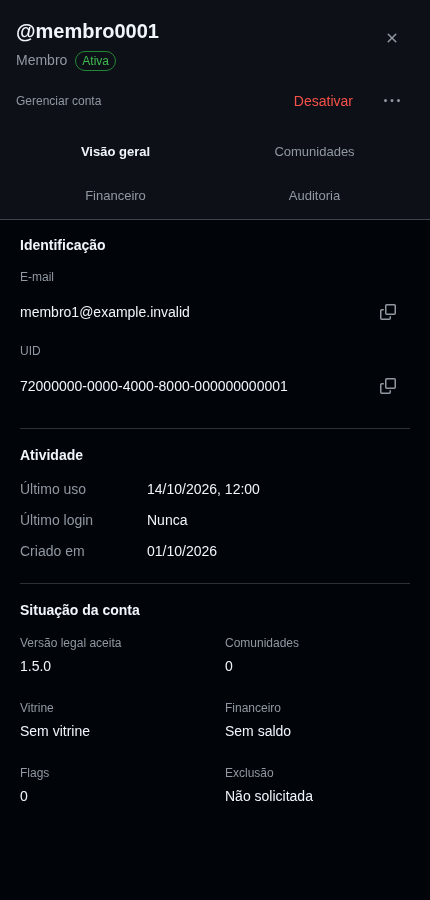 @membro0001
Membro Ativa
Gerenciar conta Desativar
Visão geral Comunidades
Financeiro Auditoria
Identificação
E-mail
membro1@example.invalid
UID
72000000-0000-4000-8000-000000000001
Atividade
Último uso 14/10/2026, 12:00
Último login Nunca
Criado em 01/10/2026
Situação da conta
Versão legal aceita Comunidades
1.5.0 0
Vitrine Financeiro
Sem vitrine Sem saldo
Flags Exclusão
0 Não solicitada